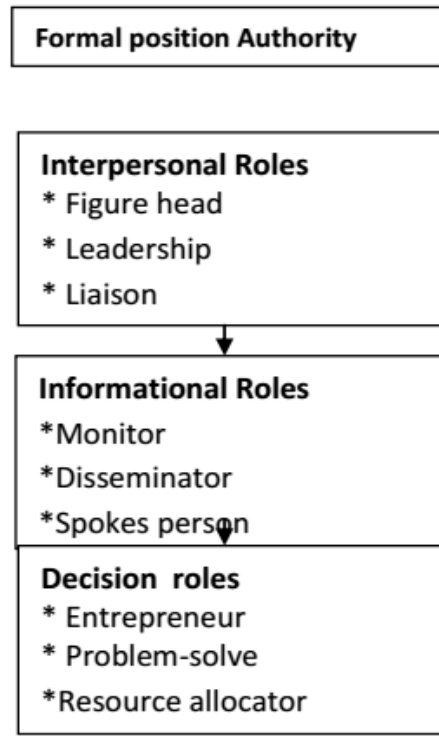 Formal position Authority
Interpersonal Roles
* Figure head
* Leadership
* Liaison
Informational Roles
*Monitor
*Disseminator
*Spokes person
Decision roles
* Entrepreneur
* Problem-solve
*Resource allocator